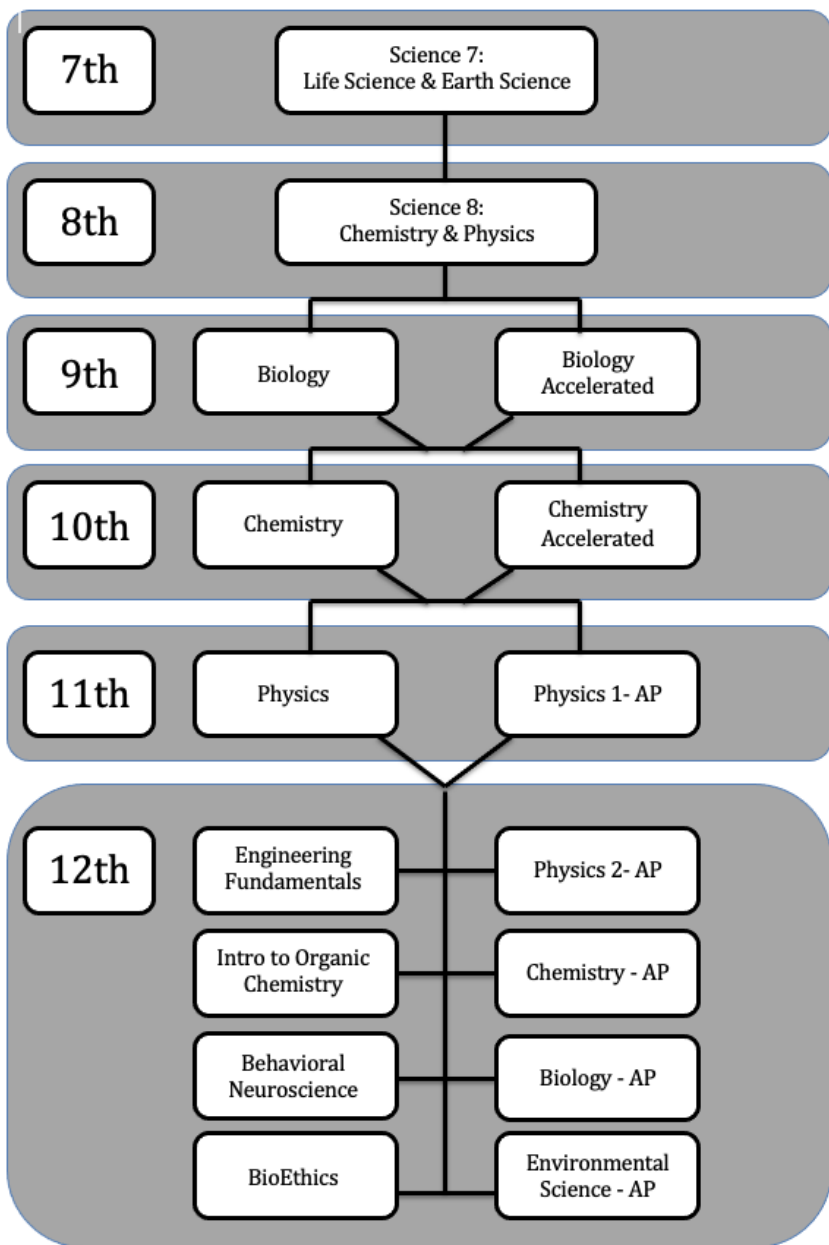 7th
Science 7:
Life Science & Earth Science
8th
Science 8:
Chemistry & Physics
9th
Biology
Biology
Accelerated
10th
Chemistry
Chemistry
Accelerated
11th
Physics
Physics 1- AP
12th
Engineering
Fundamentals
Physics 2- AP
Intro to Organic
Chemistry
Chemistry - AP
Behavioral
Neuroscience
Biology - AP
BioEthics
Environmental
Science - AP